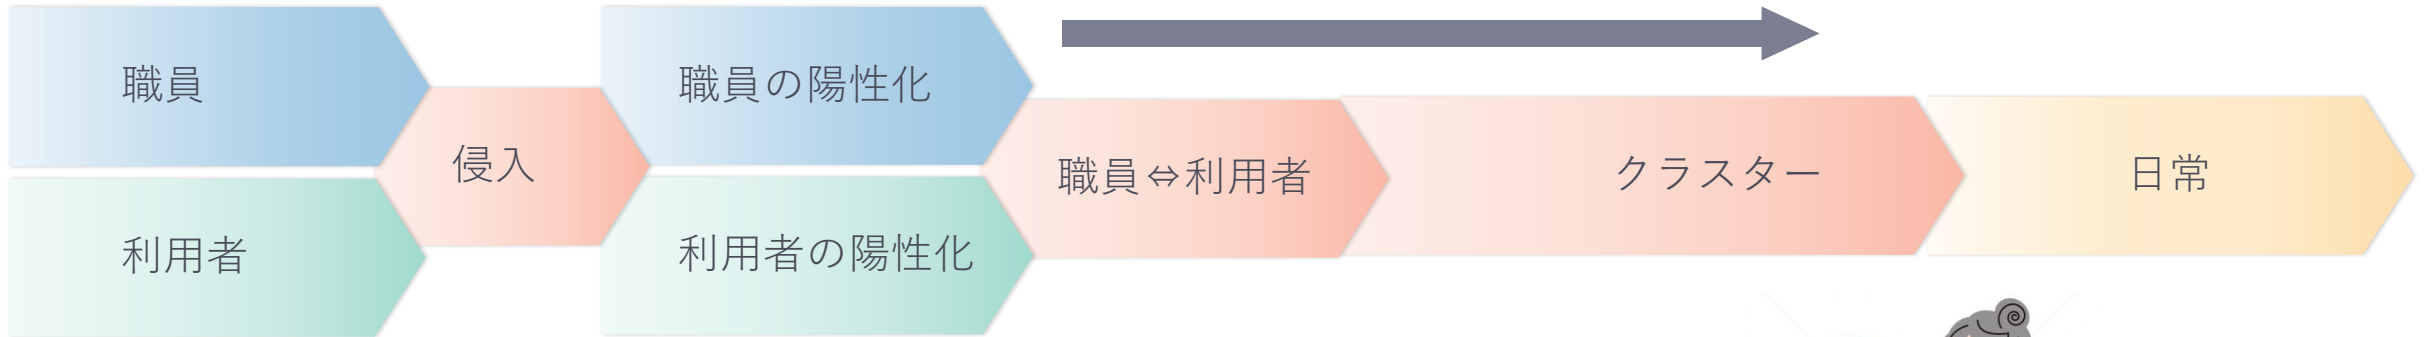 職員
利用者
侵入
職員の陽性化
利用者の陽性化
職員⇔利用者
クラスター
日常